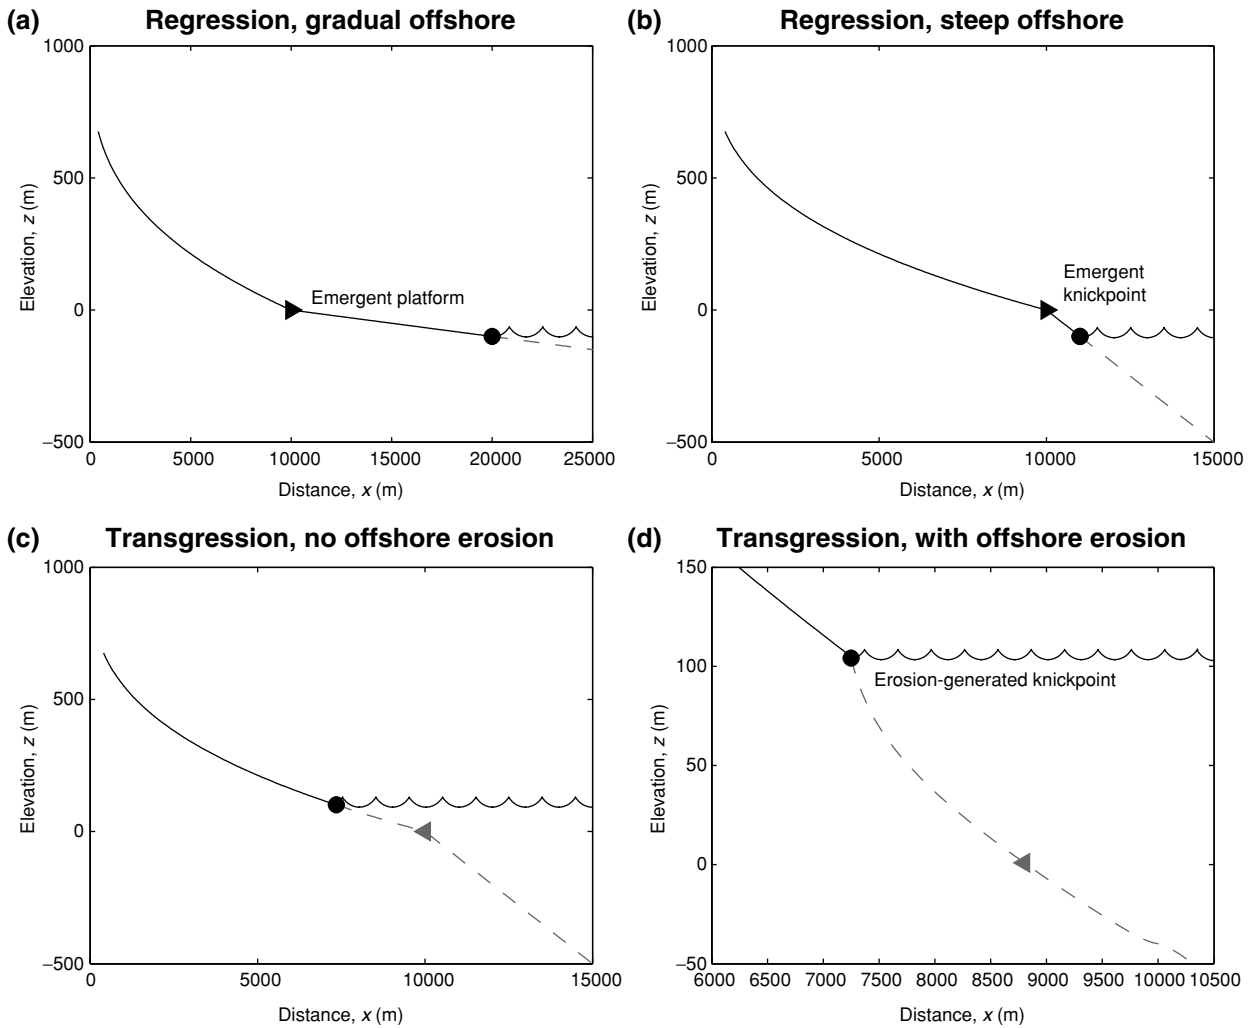 (a) Regression, gradual offshore
1000
500
0
−500
Elevation, z (m)
Emergent platform
0 5000 10000 15000 20000 25000
Distance, x (m)
(b) Regression, steep offshore
1000
500
0
−500
Elevation, z (m)
Emergent
knickpoint
0 5000 10000 15000
Distance, x (m)
(c) Transgression, no offshore erosion
1000
500
0
−500
Elevation, z (m)
0 5000 10000 15000
Distance, x (m)
(d) Transgression, with offshore erosion
150
100
50
0
−50
Elevation, z (m)
Erosion-generated knickpoint
6000 6500 7000 7500 8000 8500 9000 9500 10000 10500
Distance, x (m)